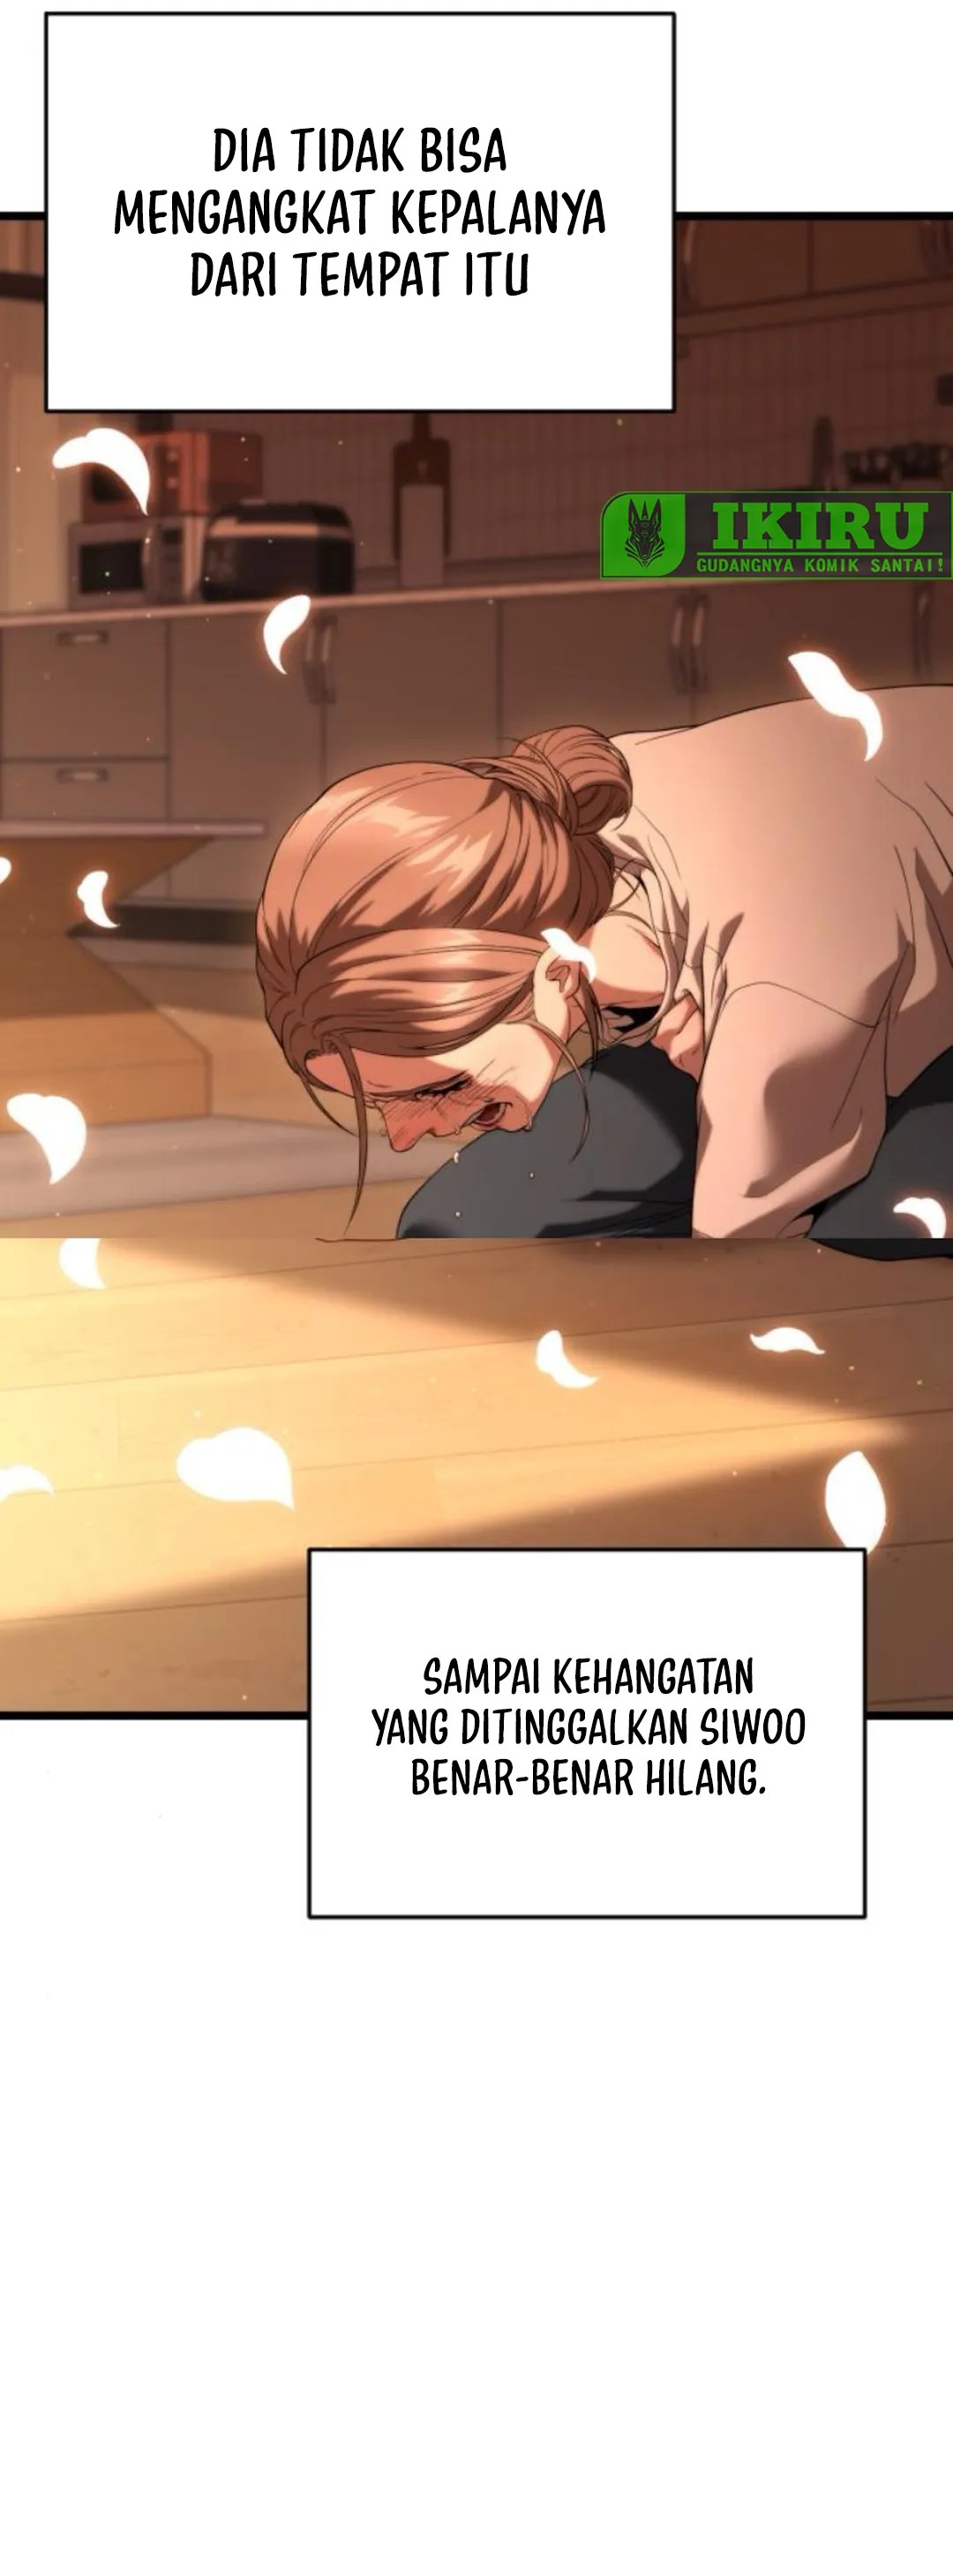 DIA TIDAK BISA
MENGANGKAT KEPALANYA
DARI TEMPAT ITU
IKIRU
GUDANGNYA KOMIK SANTAI!
SAMPAI KEHANGATAN
YANG DITINGGALKAN SIWOO
BENAR-BENAR HILANG.